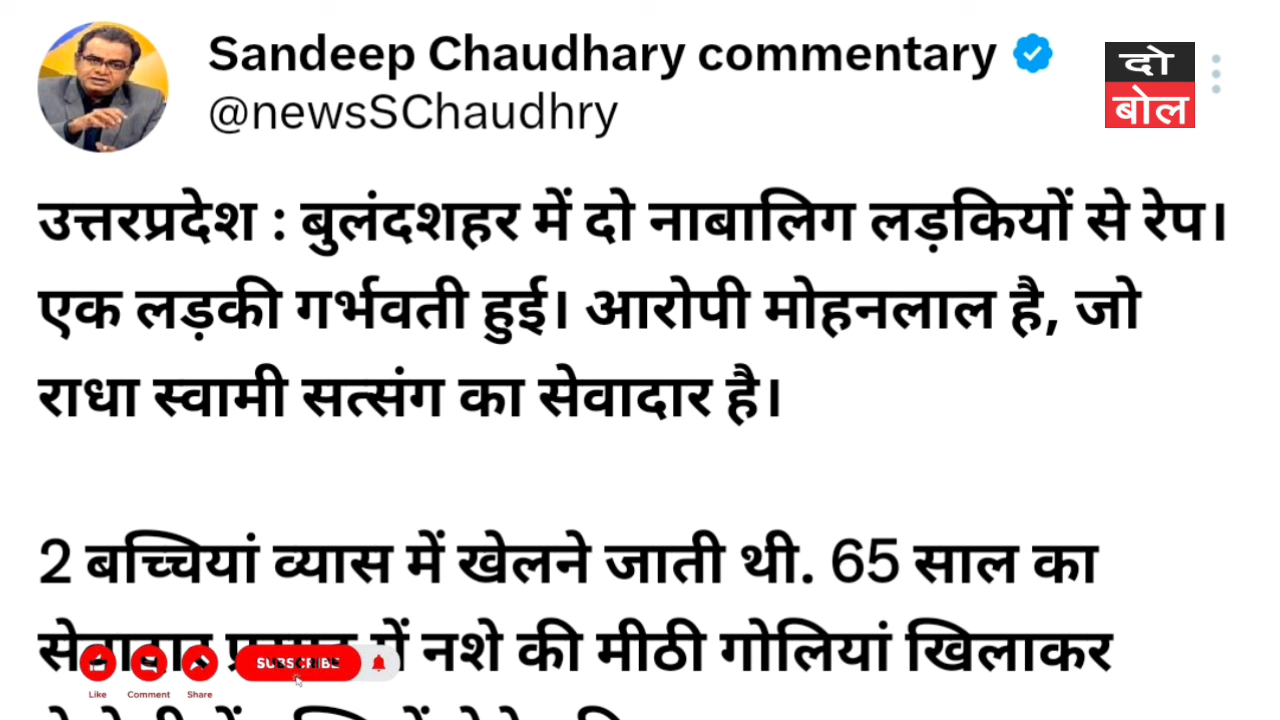 Sandeep Chaudhary commentary
@newsSChaudhry
दो
बोल
उत्तरप्रदेश : बुलंदशहर में दो नाबालिग लड़कियों से रेप।
एक लड़की गर्भवती हुई। आरोपी मोहनलाल है, जो
राधा स्वामी सत्संग का सेवादार है।
2 बच्चियां व्यास में खेलने जाती थी. 65 साल का
में नशे की मीठी गोलियां खिलाकर
SUBSCRIBE
Like Comment Share